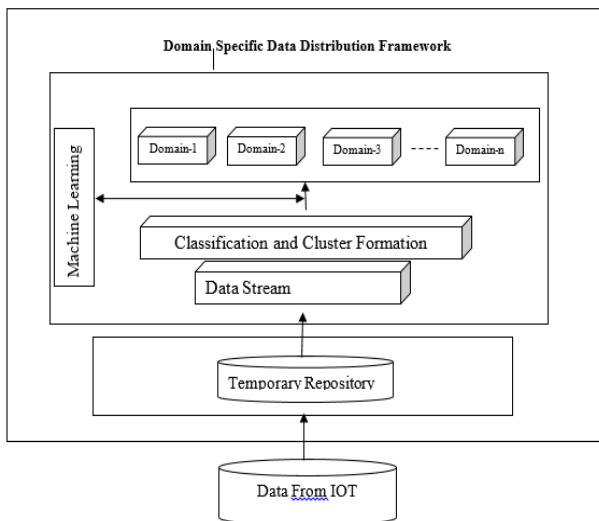 Domain Specific Data Distribution Framework
Machine Learning
Domain-1 Domain-2 Domain-3 ---- Domain-n
Classification and Cluster Formation
Data Stream
Temporary Repository
Data From IOT